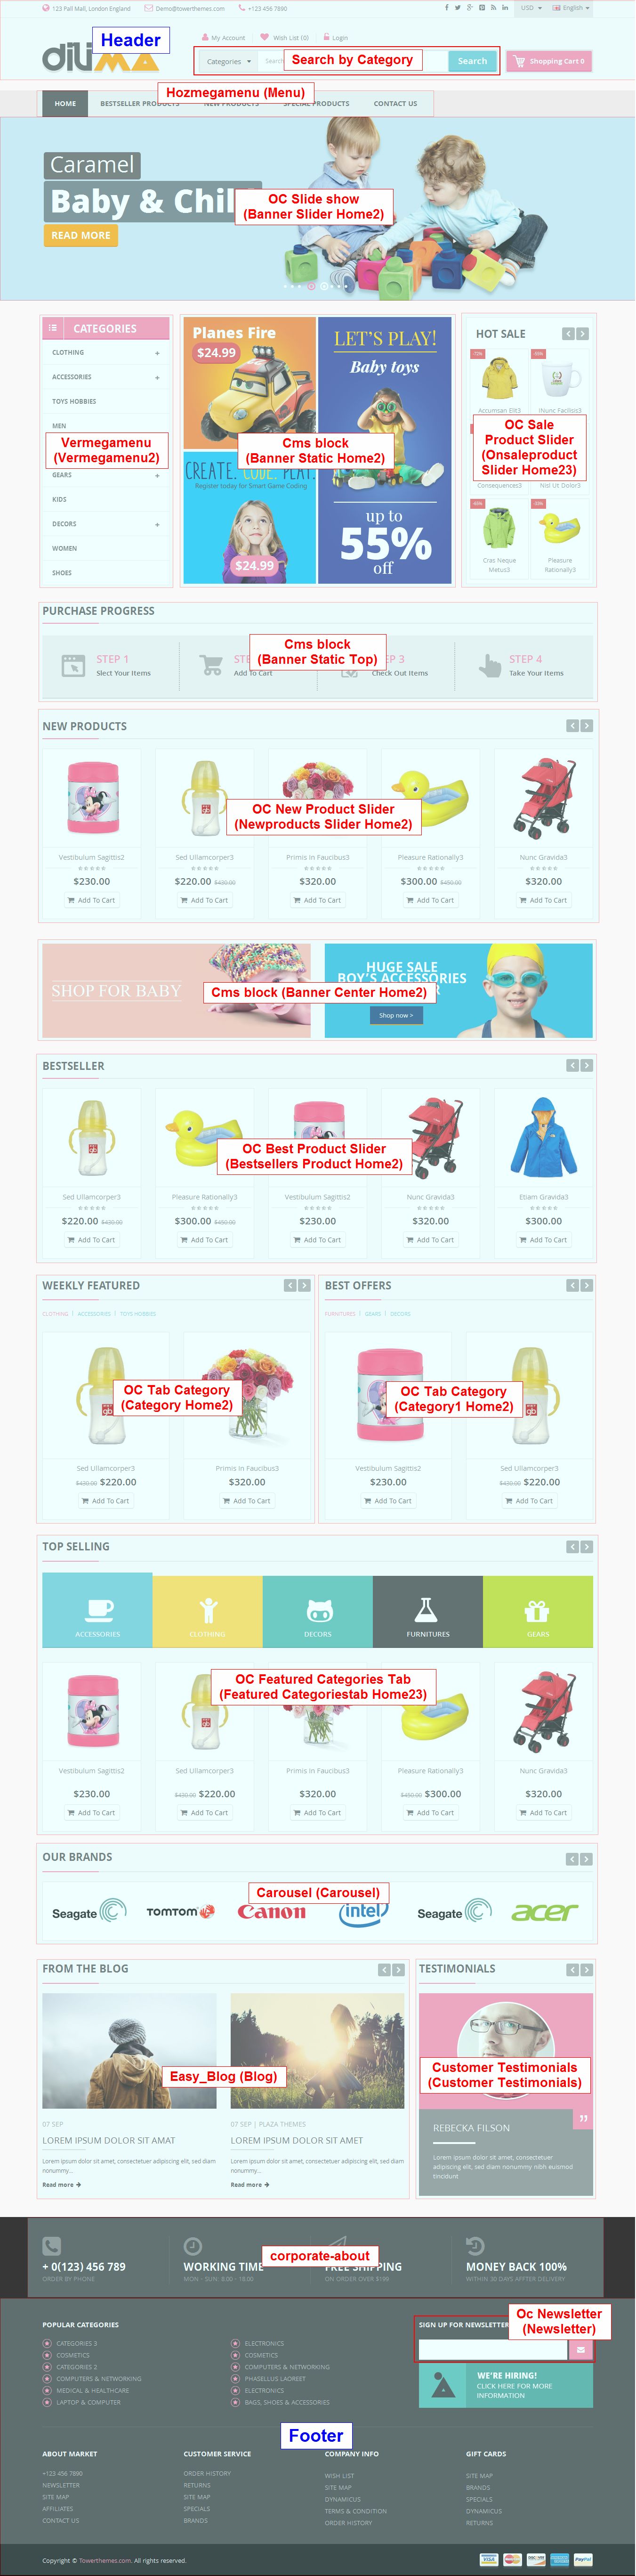 123 Pall Mall, London England
Demo@towerthemes.com
+123 456 7890
USD
English
Header
My Account
Wish List (0)
Login
Categories
Search by Category
Search
Shopping Cart 0
Hozmegamenu (Menu)
HOME
BESTSELLER PRODUCTS
NEW PRODUCTS
SPECIAL PRODUCTS
CONTACT US
Caramel
Baby & Chil
READ MORE
OC Slide show
(Banner Slider Home2)
CATEGORIES
CLOTHING
ACCESSORIES
TOYS HOBBIES
MEN
Vermegamenu
(Vermegamenu2)
GEARS
KIDS
DECORS
WOMEN
SHOES
Planes Fire
$24.99
LET'S PLAY!
Baby toys
Cms block
(Banner Static Home2)
CREATE. CODE. PLAY.
Register today for Smart Game Coding
$24.99
up to
55%
off
HOT SALE
Accumsan Elit3
INunc Facilisis3
OC Sale
Product Slider
(Onsaleproduct
Slider Home23)
Consequences3
Nisl Ut Dolor3
Cras Neque
Metus3
Pleasure
Rationally3
PURCHASE PROGRESS
Cms block
(Banner Static Top)
STEP 1
Slect Your Items
Add To Cart
Check Out Items
STEP 4
Take Your Items
NEW PRODUCTS
OC New Product Slider
(Newproducts Slider Home2)
Vestibulum Sagittis2
Sed Ullamcorper3
Primis In Faucibus3
Pleasure Rationally3
Nunc Gravida3
$230.00
$220.00 $430.00
$320.00
$300.00 $450.00
$320.00
Add To Cart
Add To Cart
Add To Cart
Add To Cart
Add To Cart
SHOP FOR BABY
HUGE SALE
BOY'S ACCESSORIES
Cms block (Banner Center Home2)
Shop now >
BESTSELLER
OC Best Product Slider
(Bestsellers Product Home2)
Sed Ullamcorper3
Pleasure Rationally3
Vestibulum Sagittis2
Nunc Gravida3
Etiam Gravida3
$220.00 $430.00
$300.00 $450.00
$230.00
$320.00
$300.00
Add To Cart
Add To Cart
Add To Cart
Add To Cart
Add To Cart
WEEKLY FEATURED
CLOTHING
ACCESSORIES
TOYS HOBBIES
OC Tab Category
(Category Home2)
Sed Ullamcorper3
Primis In Faucibus3
$430.00 $220.00
$320.00
Add To Cart
Add To Cart
BEST OFFERS
FURNITURES
GEARS
DECORS
OC Tab Category
(Category1 Home2)
Vestibulum Sagittis2
Sed Ullamcorper3
$230.00
$430.00 $220.00
Add To Cart
Add To Cart
TOP SELLING
ACCESSORIES
CLOTHING
DECORS
FURNITURES
GEARS
OC Featured Categories Tab
(Featured Categoriestab Home23)
Vestibulum Sagittis2
Sed Ullamcorper3
Primis In Faucibus3
Pleasure Rationally3
Nunc Gravida3
$230.00
$430.00 $220.00
$320.00
$450.00 $300.00
$320.00
Add To Cart
Add To Cart
Add To Cart
Add To Cart
Add To Cart
OUR BRANDS
Carousel (Carousel)
Seagate
TOMTOM
Canon
intel
Seagate
acer
FROM THE BLOG
Easy_Blog (Blog)
07 SEP
LOREM IPSUM DOLOR SIT AMAT
Lorem ipsum dolor sit amet, consectetuer adipiscing elit, sed diam
nonummy...
Read more
07 SEP | PLAZA THEMES
LOREM IPSUM DOLOR SIT AMET
Lorem ipsum dolor sit amet, consectetuer adipiscing elit, sed diam
nonummy...
Read more
TESTIMONIALS
Customer Testimonials
(Customer Testimonials)
REBECKA FILSON
Lorem ipsum dolor sit amet, consectetuer
adipiscing elit, sed diam nonummy nibh euismod
tincidunt
corporate-about
+ 0(123) 456 789
ORDER BY PHONE
WORKING TIME
MON - SUN: 8.00 - 18.00
FREE SHIPPING
ON ORDER OVER $199
MONEY BACK 100%
WITHIN 30 DAYS AFTTER DELIVERY
POPULAR CATEGORIES
CATEGORIES 3
COSMETICS
CATEGORIES 2
COMPUTERS & NETWORKING
MEDICAL & HEALTHCARE
LAPTOP & COMPUTER
ELECTRONICS
COSMETICS
COMPUTERS & NETWORKING
PHASELLUS LAOREET
ELECTRONICS
BAGS, SHOES & ACCESSORIES
SIGN UP FOR NEWSLETTER
Oc Newsletter
(Newsletter)
WE'RE HIRING!
CLICK HERE FOR MORE
INFORMATION
Footer
ABOUT MARKET
+123 456 7890
NEWSLETTER
SITE MAP
AFFILIATES
CONTACT US
CUSTOMER SERVICE
ORDER HISTORY
RETURNS
SITE MAP
SPECIALS
BRANDS
COMPANY INFO
WISH LIST
SITE MAP
DYNAMICUS
TERMS & CONDITION
ORDER HISTORY
GIFT CARDS
SITE MAP
BRANDS
SPECIALS
DYNAMICUS
RETURNS
Copyright © Towerthemes.com. All rights reserved.
VISA
PayPal